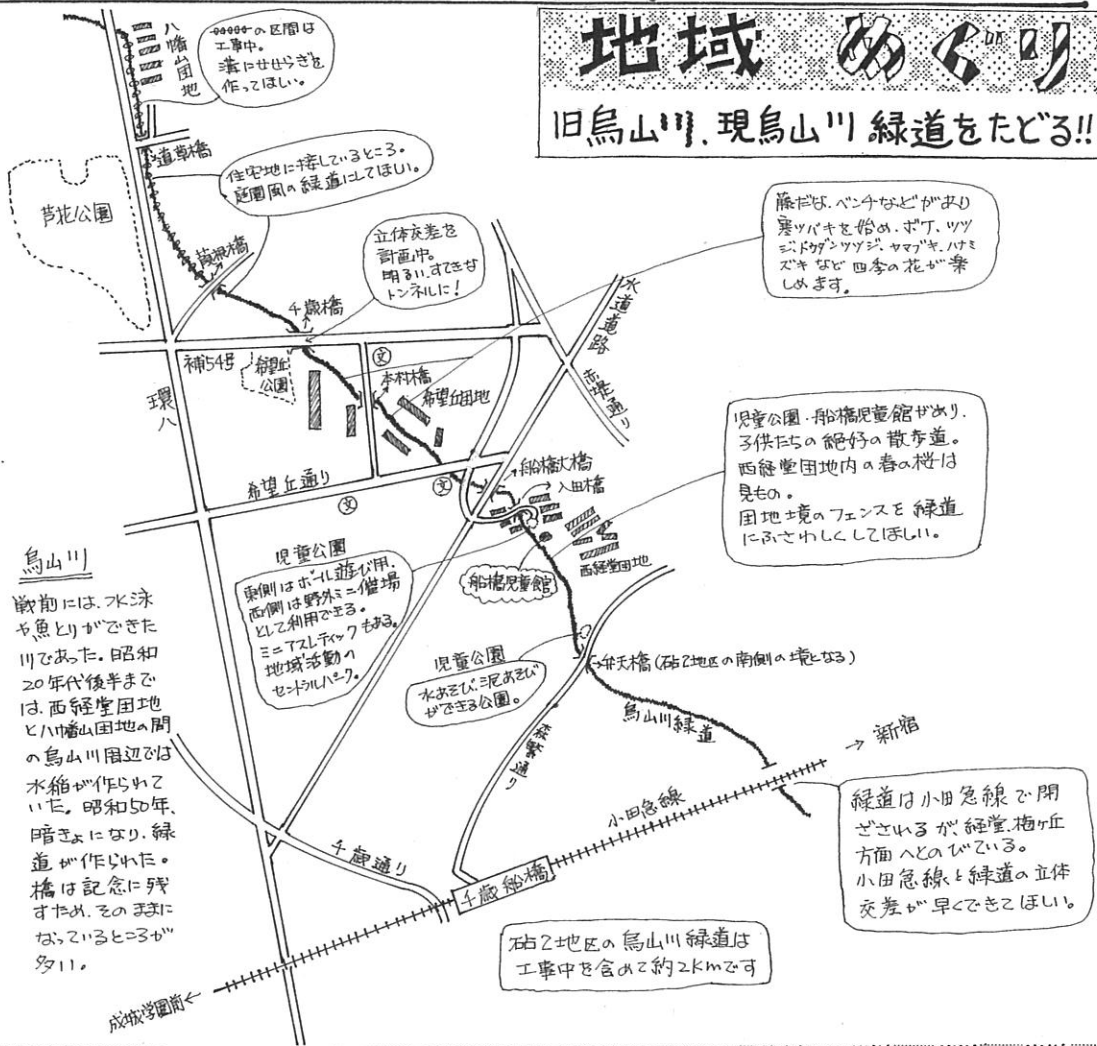 地域めぐり
旧烏山川、現烏山川緑道をたどる!!
八幡山団地
の区間は
工事中。
溝にせせらぎを
作ってほしい。
道草橋
住宅地に接しているところ。
庭園風の緑道にしてほしい。
芦花公園
葭根橋
立体交差を
計画中。
明るい、すてきな
トンネルに!
千歳橋
藤だな、ベンチなどがあり
寒ツバキを始め、ボケ、ツツ
ジ、ドウダンツツジ、ヤマブキ、ハナミ
ズキなど四季の花が楽
しめます。
水道道路
赤堤通り
補54号
希望丘
公園
文
本村橋
希望丘団地
環八
希望丘通り
文
文
船橋大橋
入田橋
児童公園・船橋児童館があり、
子供たちの絶好の散歩道。
西経堂団地内の春の桜は
見もの。
団地境のフェンスを緑道
にふさわしくしてほしい。
西経堂団地
船橋児童館
児童公園
東側はボール遊び用、
西側は野外ミニ催場
として利用できる。
ミニアスレティックもある。
地域活動の
セントラルパーク。
児童公園
水あそび、泥あそび
ができる公園。
弁天橋(砧乙地区の南側の境となる)
烏山川緑道
森繁通り
小田急線
→新宿
千歳通り
千歳船橋
成城学園前←
緑道は小田急線で閉
ざされるが、経堂、梅ヶ丘
方面へとのびている。
小田急線と緑道の立体
交差が早くできてほしい。
砧乙地区の烏山川緑道は
工事中を含めて約2Kmです
烏山川
戦前には、水泳
や魚とりができた
川であった。昭和
20年代後半まで
は、西経堂団地
と八幡山団地の間
の烏山川周辺では
水稲が作られて
いた。昭和50年、
暗きょになり、緑
道が作られた。
橋は記念に残
すため、そのままに
なっているところが
多い。